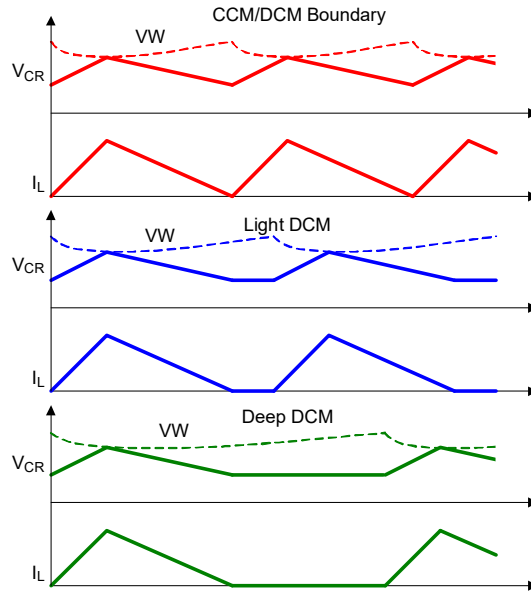 CCM/DCM Boundary
VW
VCR
IL
Light DCM
VW
VCR
IL
Deep DCM
VW
VCR
IL